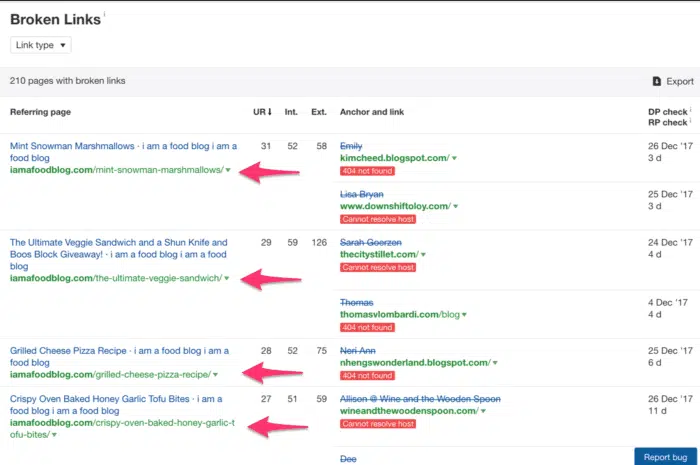 Broken Links i
Link type ▼
210 pages with broken links
Export
Referring page UR↓ Int. Ext. Anchor and link DP check i
RP check i
Mint Snowman Marshmallows · i am a food blog i am a
food blog
iamafoodblog.com/mint-snowman-marshmallows/ ▼
31 52 58
Emily
kimcheed.blogspot.com/ ▼
404 not found
26 Dec '17
3 d
Lisa Bryan
www.downshiftoloy.com/ ▼
Cannot resolve host
25 Dec '17
3 d
The Ultimate Veggie Sandwich and a Shun Knife and
Boos Block Giveaway! · i am a food blog i am a food
blog
iamafoodblog.com/the-ultimate-veggie-sandwich/ ▼
29 59 126
Sarah Goerzen
thecitystillet.com/ ▼
Cannot resolve host
24 Dec '17
4 d
Thomas
thomasvlombardi.com/blog ▼
404 not found
4 Dec '17
4 d
Grilled Cheese Pizza Recipe · i am a food blog i am a
food blog
iamafoodblog.com/grilled-cheese-pizza-recipe/ ▼
28 52 75
Neri Ann
nhengswonderland.blogspot.com/ ▼
404 not found
25 Dec '17
6 d
Crispy Oven Baked Honey Garlic Tofu Bites · i am a
food blog i am a food blog
iamafoodblog.com/crispy-oven-baked-honey-garlic-t
ofu-bites/ ▼
27 51 59
Allison @ Wine and the Wooden Spoon
wineandthewoodenspoon.com/ ▼
Cannot resolve host
26 Dec '17
11 d
Dee
Report bug